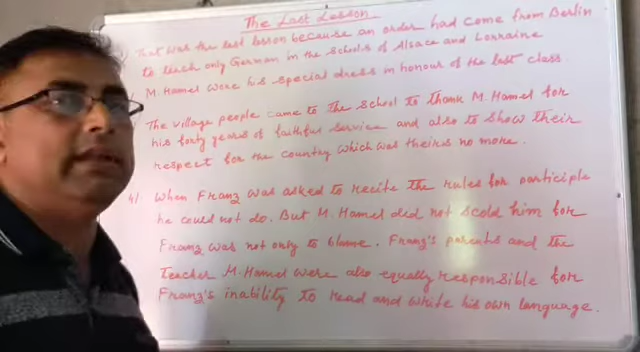 The Last Lesson
That was the last lesson because an order had come from Berlin
to teach only German in the schools of Alsace and Lorraine
M. Hamel wore his special dress in honour of the last class.
The village people came to the school to thank M. Hamel for
his forty years of faithful service and also to show their
respect for the country which was theirs no more.
4) When Franz was asked to recite the rules for participle
he could not do. But M. Hamel did not scold him for
Franz was not only to blame. Franz's parents and the
Teacher M. Hamel were also equally responsible for
Franz's inability to read and write his own language.